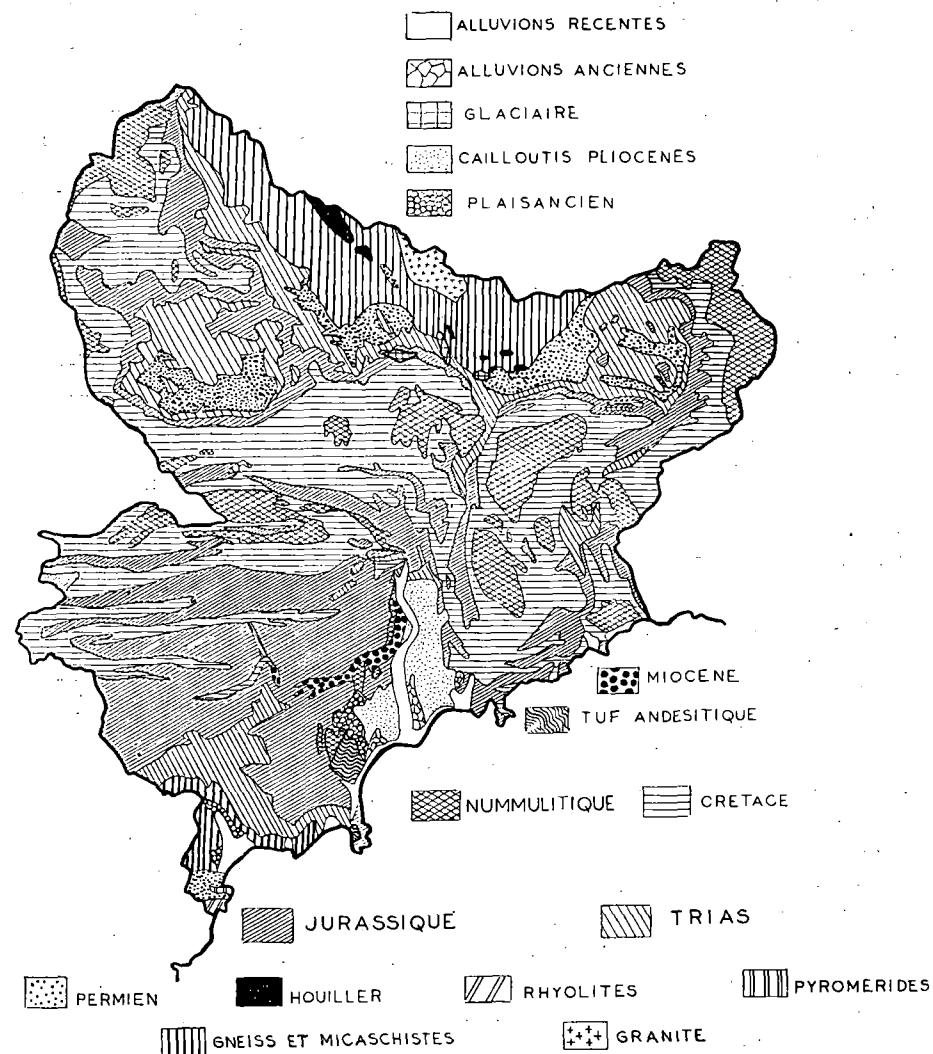 ALLUVIONS RECENTES
ALLUVIONS ANCIENNES
GLACIAIRE
CAILLOUTIS PLIOCENES
PLAISANCIEN
MIOCENE
TUF ANDESITIQUE
NUMMULITIQUE
CRETACE
JURASSIQUE
TRIAS
PERMIEN
HOUILLER
RHYOLITES
PYROMERIDES
GNEISS ET MICASCHISTES
GRANITE